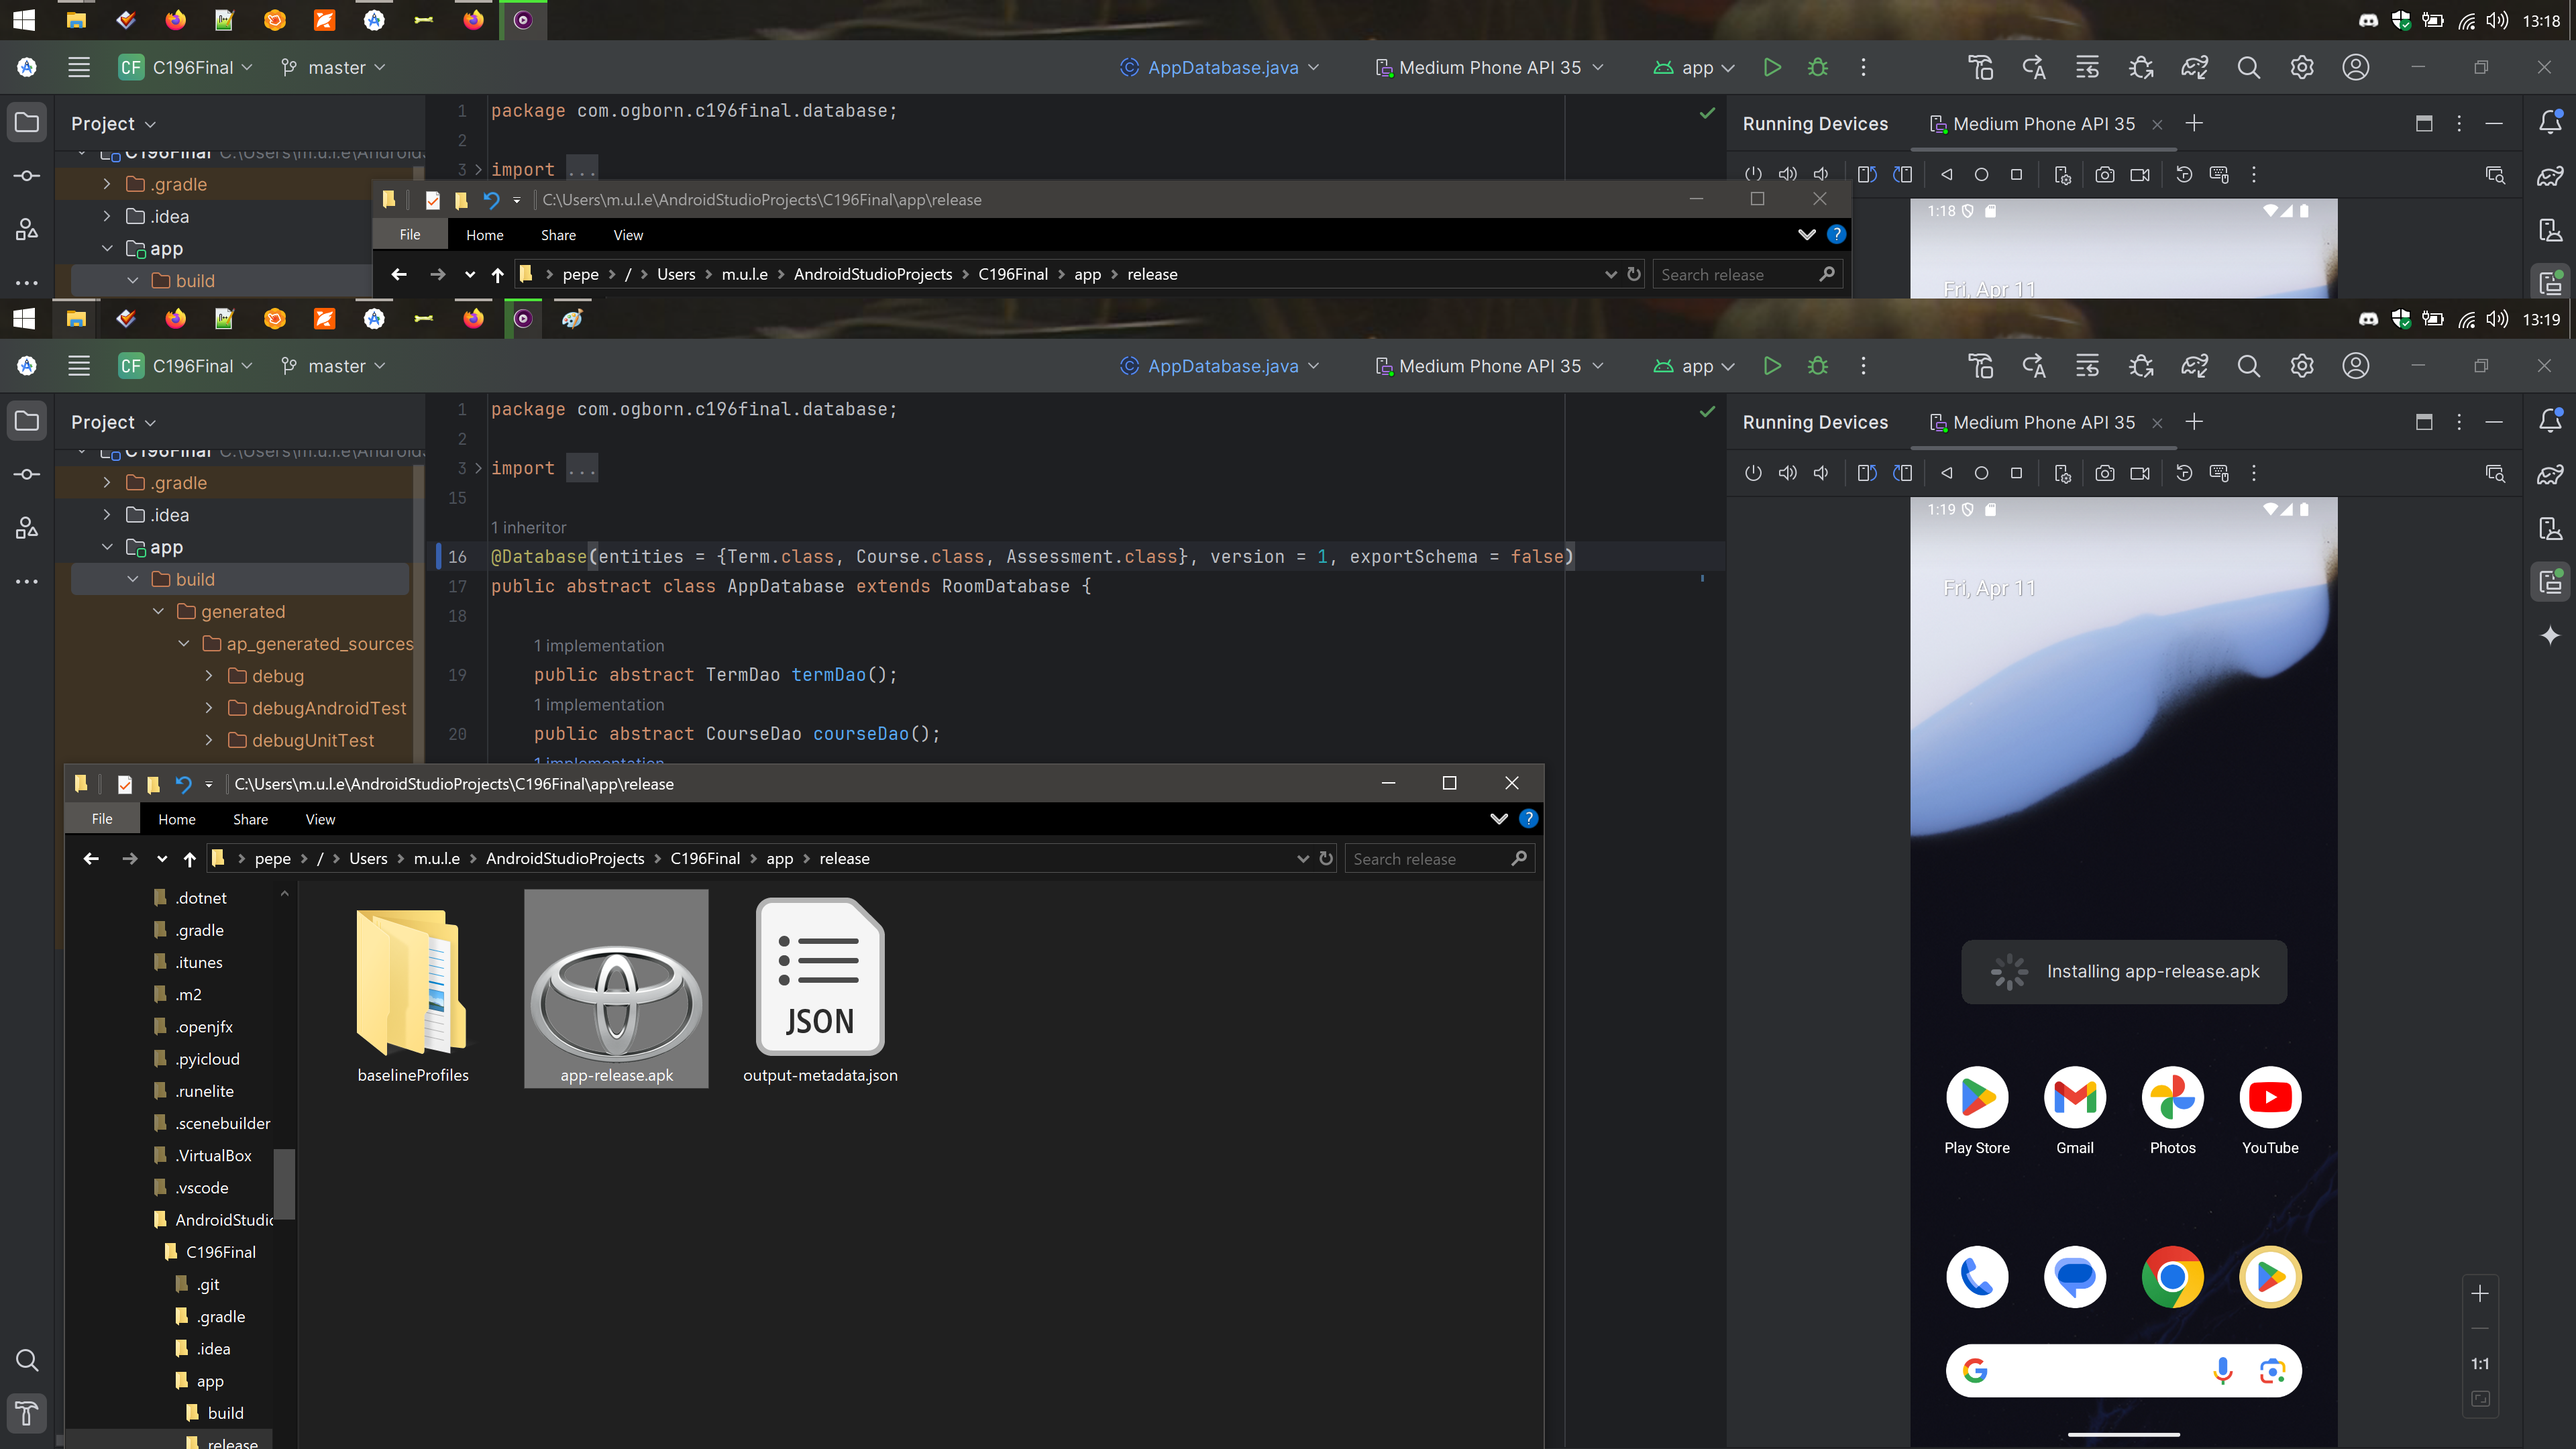 13:18
CF C196Final master AppDatabase.java Medium Phone API 35 app
Project
C196Final C:\Users\m.u.l.e\AndroidS
.gradle
.idea
app
build
1 package com.ogborn.c196final.database;
2
3 import ...
Running Devices Medium Phone API 35
C:\Users\m.u.l.e\AndroidStudioProjects\C196Final\app\release
File Home Share View
pepe / Users m.u.l.e AndroidStudioProjects C196Final app release
Search release
1:18
Fri, Apr 11
13:19
CF C196Final master AppDatabase.java Medium Phone API 35 app
Project
C196Final C:\Users\m.u.l.e\AndroidS
.gradle
.idea
app
build
generated
ap_generated_sources
debug
debugAndroidTest
debugUnitTest
1 package com.ogborn.c196final.database;
2
3 import ...
15
1 inheritor
16 @Database(entities = {Term.class, Course.class, Assessment.class}, version = 1, exportSchema = false)
17 public abstract class AppDatabase extends RoomDatabase {
18
1 implementation
19 public abstract TermDao termDao();
1 implementation
20 public abstract CourseDao courseDao();
1 implementation
Running Devices Medium Phone API 35
C:\Users\m.u.l.e\AndroidStudioProjects\C196Final\app\release
File Home Share View
pepe / Users m.u.l.e AndroidStudioProjects C196Final app release
Search release
.dotnet
.gradle
.itunes
.m2
.openjfx
.pyicloud
.runelite
.scenebuilder
.VirtualBox
.vscode
AndroidStudio
C196Final
.git
.gradle
.idea
app
build
release
baselineProfiles
app-release.apk
JSON
output-metadata.json
1:19
Fri, Apr 11
Installing app-release.apk
Play Store Gmail Photos YouTube
1:1